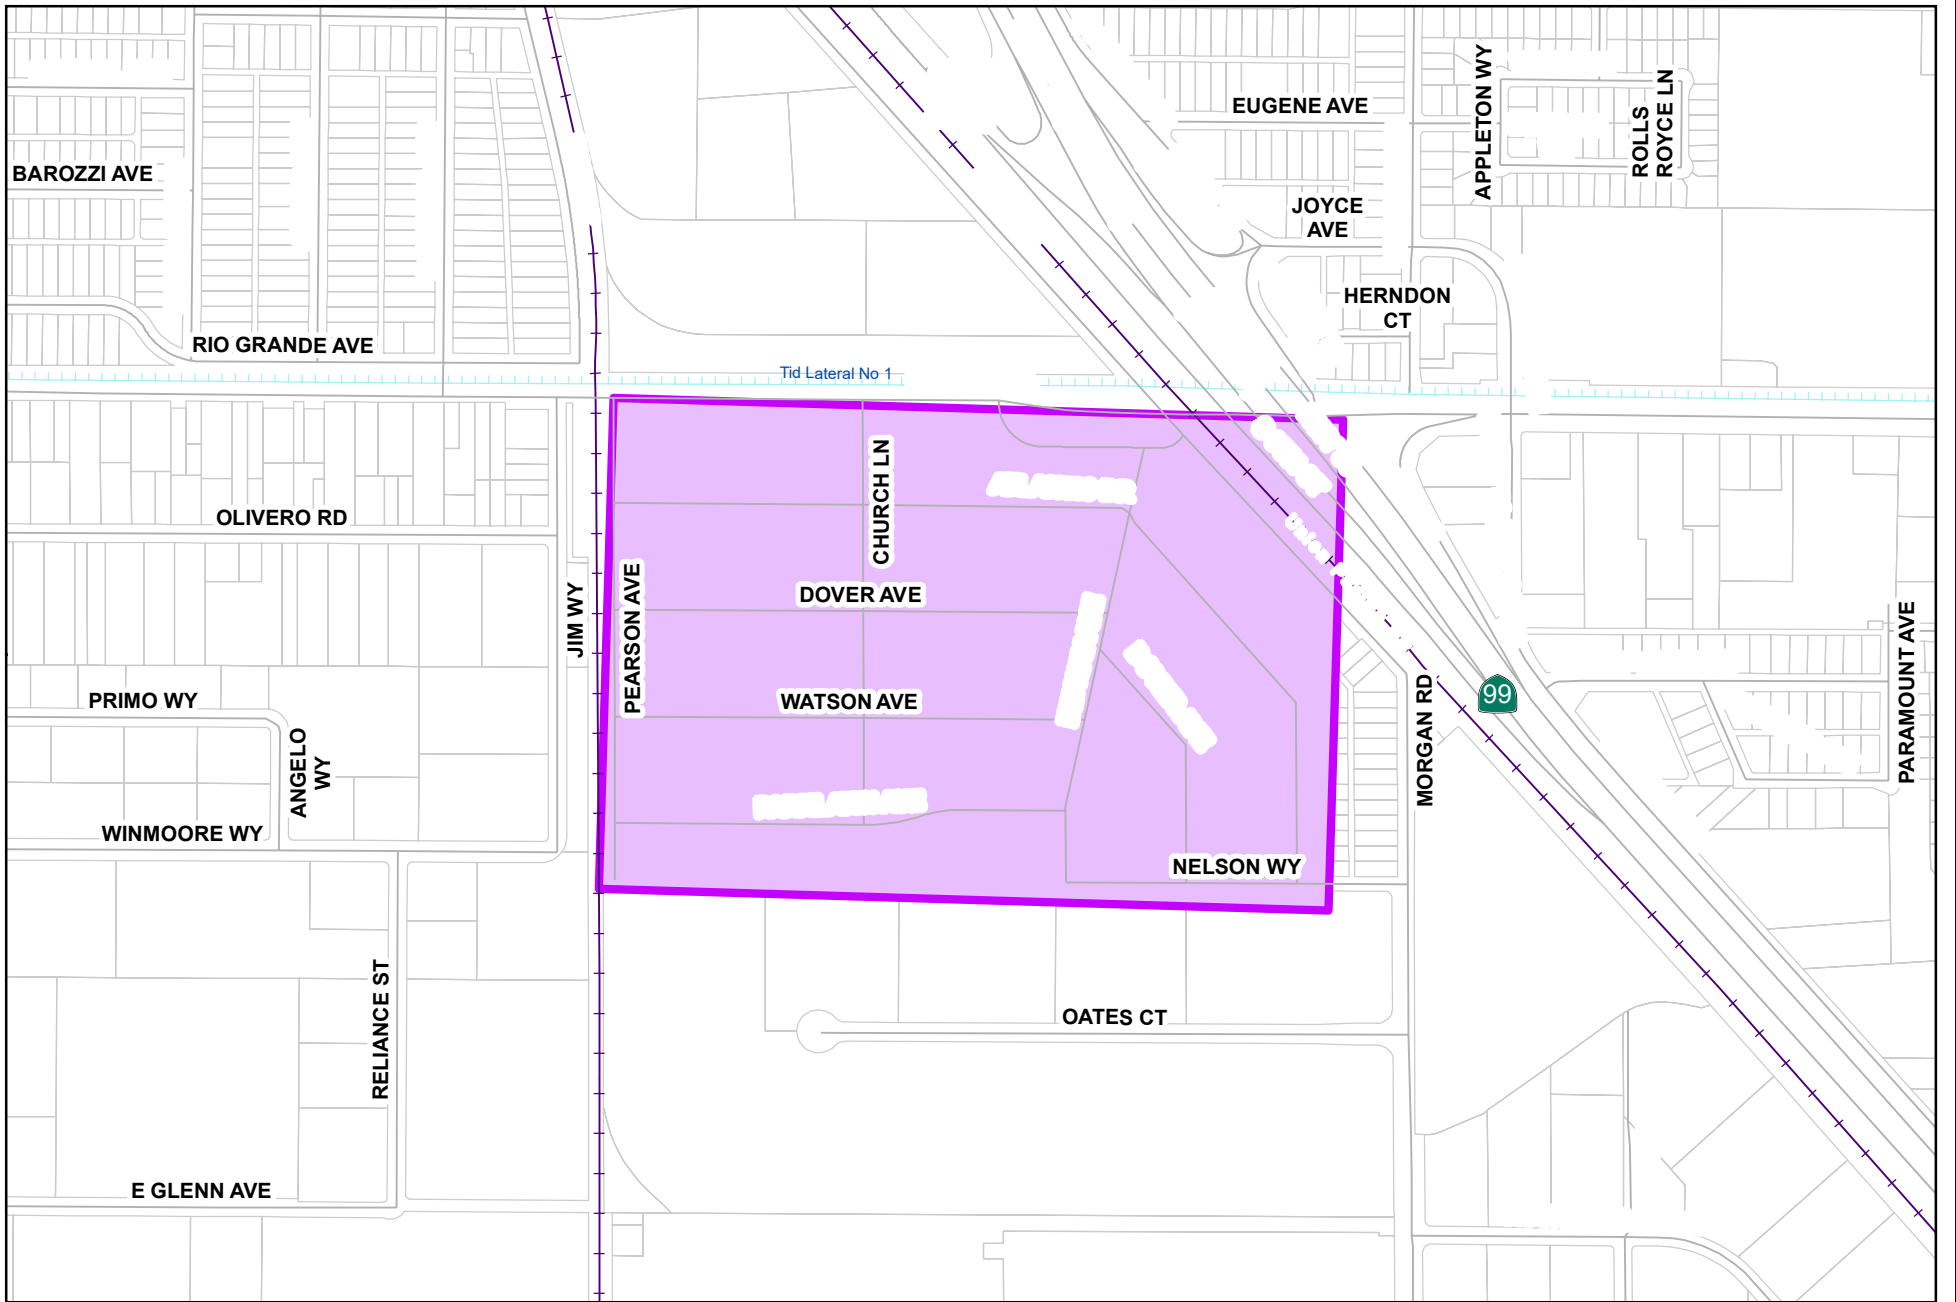 EUGENE AVE
APPLETON WY
ROLLS
ROYCE LN
BAROZZI AVE
JOYCE
AVE
HERNDON
CT
RIO GRANDE AVE
Tid Lateral No 1
CHURCH LN
OLIVERO RD
Union
DOVER AVE
JIM WY
PEARSON AVE
PARAMOUNT AVE
PRIMO WY
WATSON AVE
MORGAN RD
99
ANGELO
WY
WINMOORE WY
NELSON WY
RELIANCE ST
OATES CT
E GLENN AVE